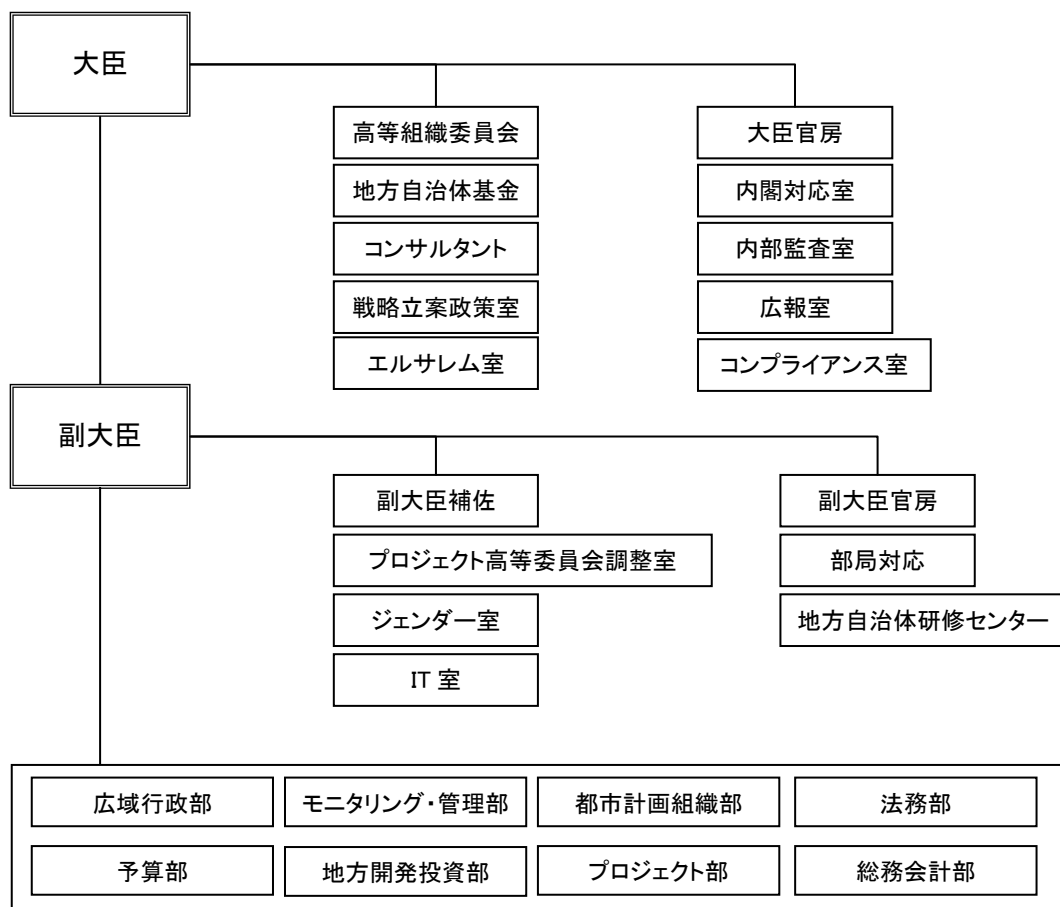 大臣
高等組織委員会
大臣官房
地方自治体基金
内閣対応室
コンサルタント
内部監査室
戦略立案政策室
広報室
エルサレム室
コンプライアンス室
副大臣
副大臣補佐
副大臣官房
プロジェクト高等委員会調整室
部局対応
ジェンダー室
地方自治体研修センター
IT 室
広域行政部
モニタリング・管理部
都市計画組織部
法務部
予算部
地方開発投資部
プロジェクト部
総務会計部